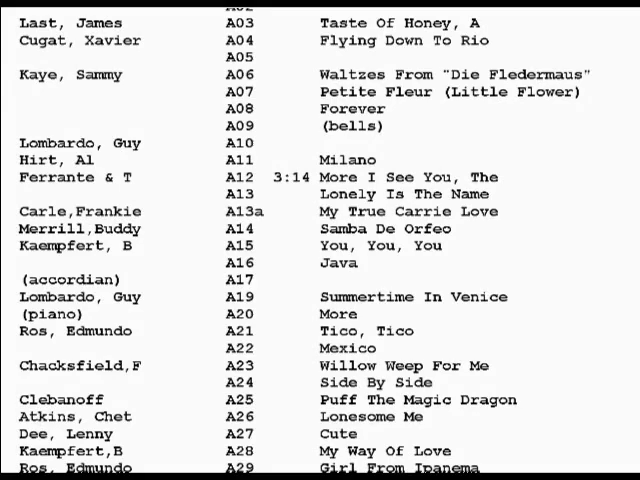 A02
Last, James A03 Taste Of Honey, A
Cugat, Xavier A04 Flying Down To Rio
A05
Kaye, Sammy A06 Waltzes From "Die Fledermaus"
A07 Petite Fleur (Little Flower)
A08 Forever
A09 (bells)
Lombardo, Guy A10
Hirt, Al A11 Milano
Ferrante & T A12 3:14 More I See You, The
A13 Lonely Is The Name
Carle,Frankie A13a My True Carrie Love
Merrill,Buddy A14 Samba De Orfeo
Kaempfert, B A15 You, You, You
A16 Java
(accordian) A17
Lombardo, Guy A19 Summertime In Venice
(piano) A20 More
Ros, Edmundo A21 Tico, Tico
A22 Mexico
Chacksfield,F A23 Willow Weep For Me
A24 Side By Side
Clebanoff A25 Puff The Magic Dragon
Atkins, Chet A26 Lonesome Me
Dee, Lenny A27 Cute
Kaempfert,B A28 My Way Of Love
Ros, Edmundo A29 Girl From Ipanema